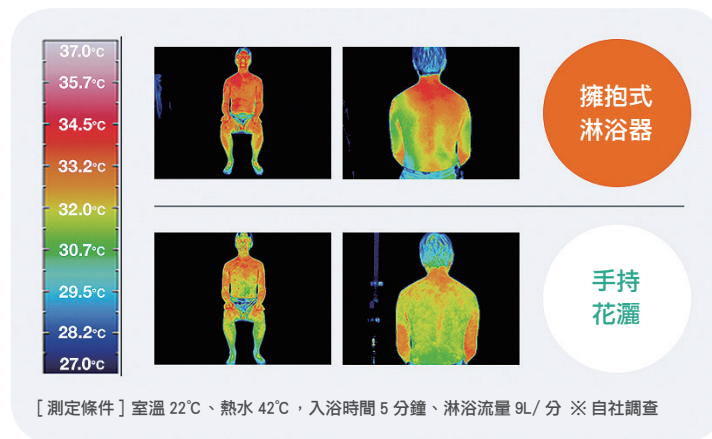 37.0°C
35.7°C
34.5°C
33.2°C
32.0°C
30.7°C
29.5°C
28.2°C
27.0°C
擁抱式
淋浴器
手持
花灑
[ 測定條件 ] 室溫 22℃、熱水 42℃，入浴時間 5 分鐘、淋浴流量 9L/ 分 ※ 自社調查